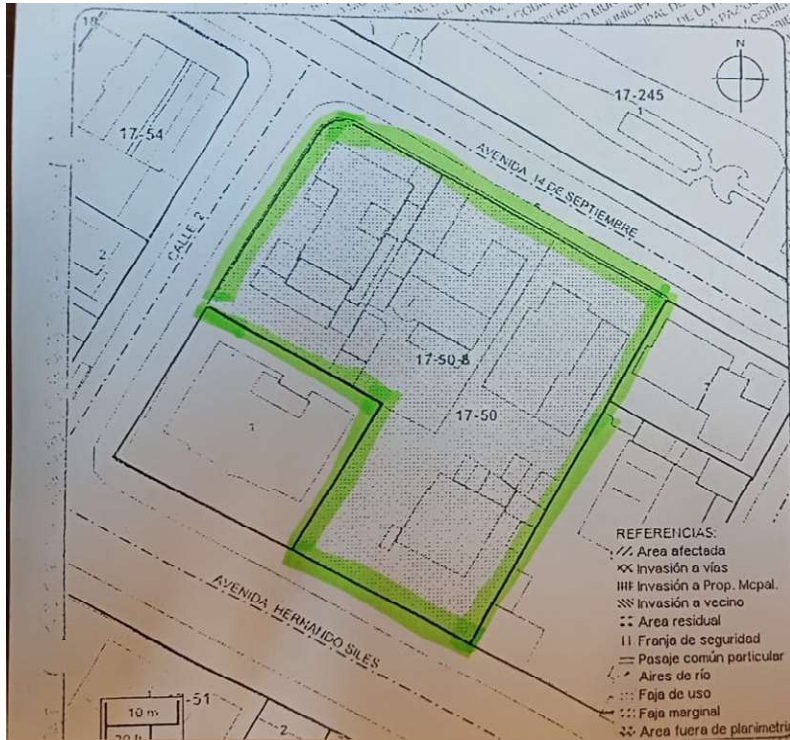 18
N
17-245
1
17-54
AVENIDA 14 DE SEPTIEMBRE
CALLE 2
2
17-50-8
17-50
1
REFERENCIAS:
Area afectada
Invasión a vías
Invasión a Prop. Mcpal.
Invasión a vecino
Area residual
Franja de seguridad
Pasaje común particular
Aires de río
Faja de uso
Faja marginal
Area fuera de planimetría
AVENIDA HERNANDO SILES
-51
10 m
2